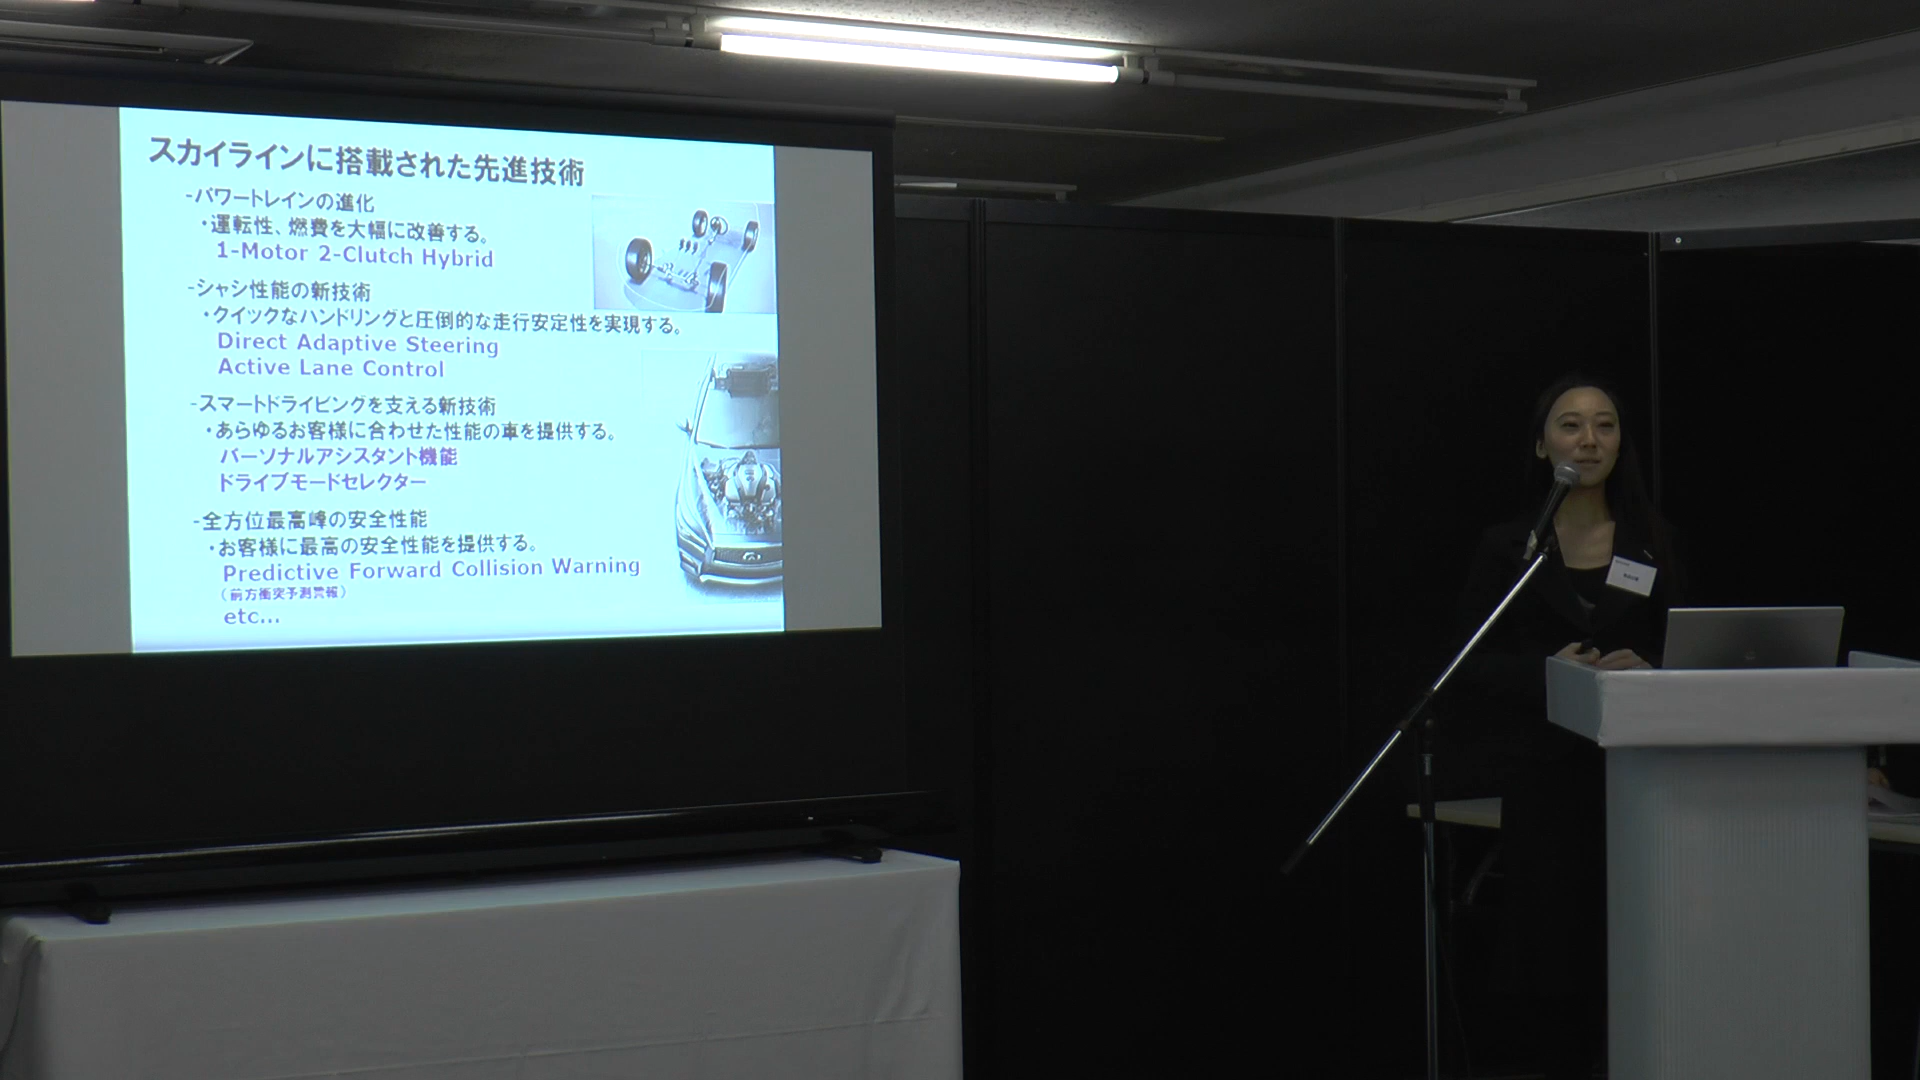 スカイラインに搭載された先進技術
-パワートレインの進化
・運転性、燃費を大幅に改善する。
1-Motor 2-Clutch Hybrid
-シャシ性能の新技術
・クイックなハンドリングと圧倒的な走行安定性を実現する。
Direct Adaptive Steering
Active Lane Control
-スマートドライビングを支える新技術
・あらゆるお客様に合わせた性能の車を提供する。
パーソナルアシスタント機能
ドライブモードセレクター
-全方位最高峰の安全性能
・お客様に最高の安全性能を提供する。
Predictive Forward Collision Warning
（前方衝突予測警報）
etc...